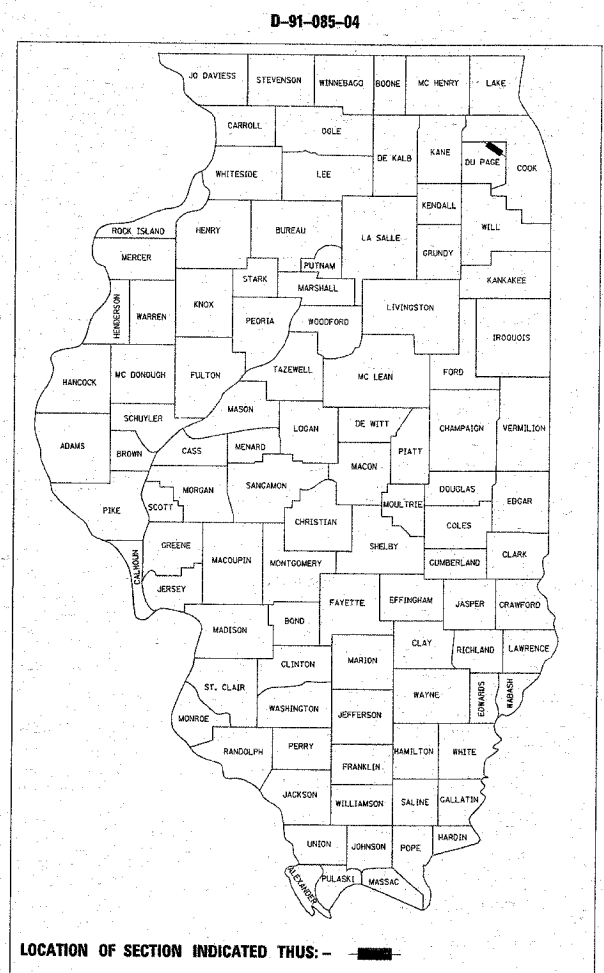 D-91-085-04
JO DAVIESS STEVENSON WINNEBAGO BOONE MC HENRY LAKE
CARROLL OGLE
DE KALB KANE DU PAGE COOK
WHITESIDE LEE
KENDALL
ROCK ISLAND HENRY BUREAU LA SALLE WILL
MERCER PUTNAM GRUNDY
STARK MARSHALL KANKAKEE
HENDERSON WARREN KNOX PEORIA WOODFORD LIVINGSTON
IROQUOIS
HANCOCK MC DONOUGH FULTON TAZEWELL MC LEAN FORD
MASON
SCHUYLER LOGAN DE WITT CHAMPAIGN VERMILION
ADAMS BROWN CASS MENARD PIATT
MACON
MORGAN SANGAMON DOUGLAS
PIKE SCOTT MOULTRIE EDGAR
CHRISTIAN COLES
GREENE SHELBY
CALHOUN MACOUPIN MONTGOMERY CUMBERLAND CLARK
JERSEY
FAYETTE EFFINGHAM JASPER CRAWFORD
MADISON BOND
CLAY RICHLAND LAWRENCE
CLINTON MARION
ST. CLAIR WAYNE EDWARDS WABASH
WASHINGTON JEFFERSON
MONROE
RANDOLPH PERRY HAMILTON WHITE
FRANKLIN
JACKSON WILLIAMSON SALINE GALLATIN
HARDIN
UNION JOHNSON POPE
ALEXANDER PULASKI MASSAC
LOCATION OF SECTION INDICATED THUS: -